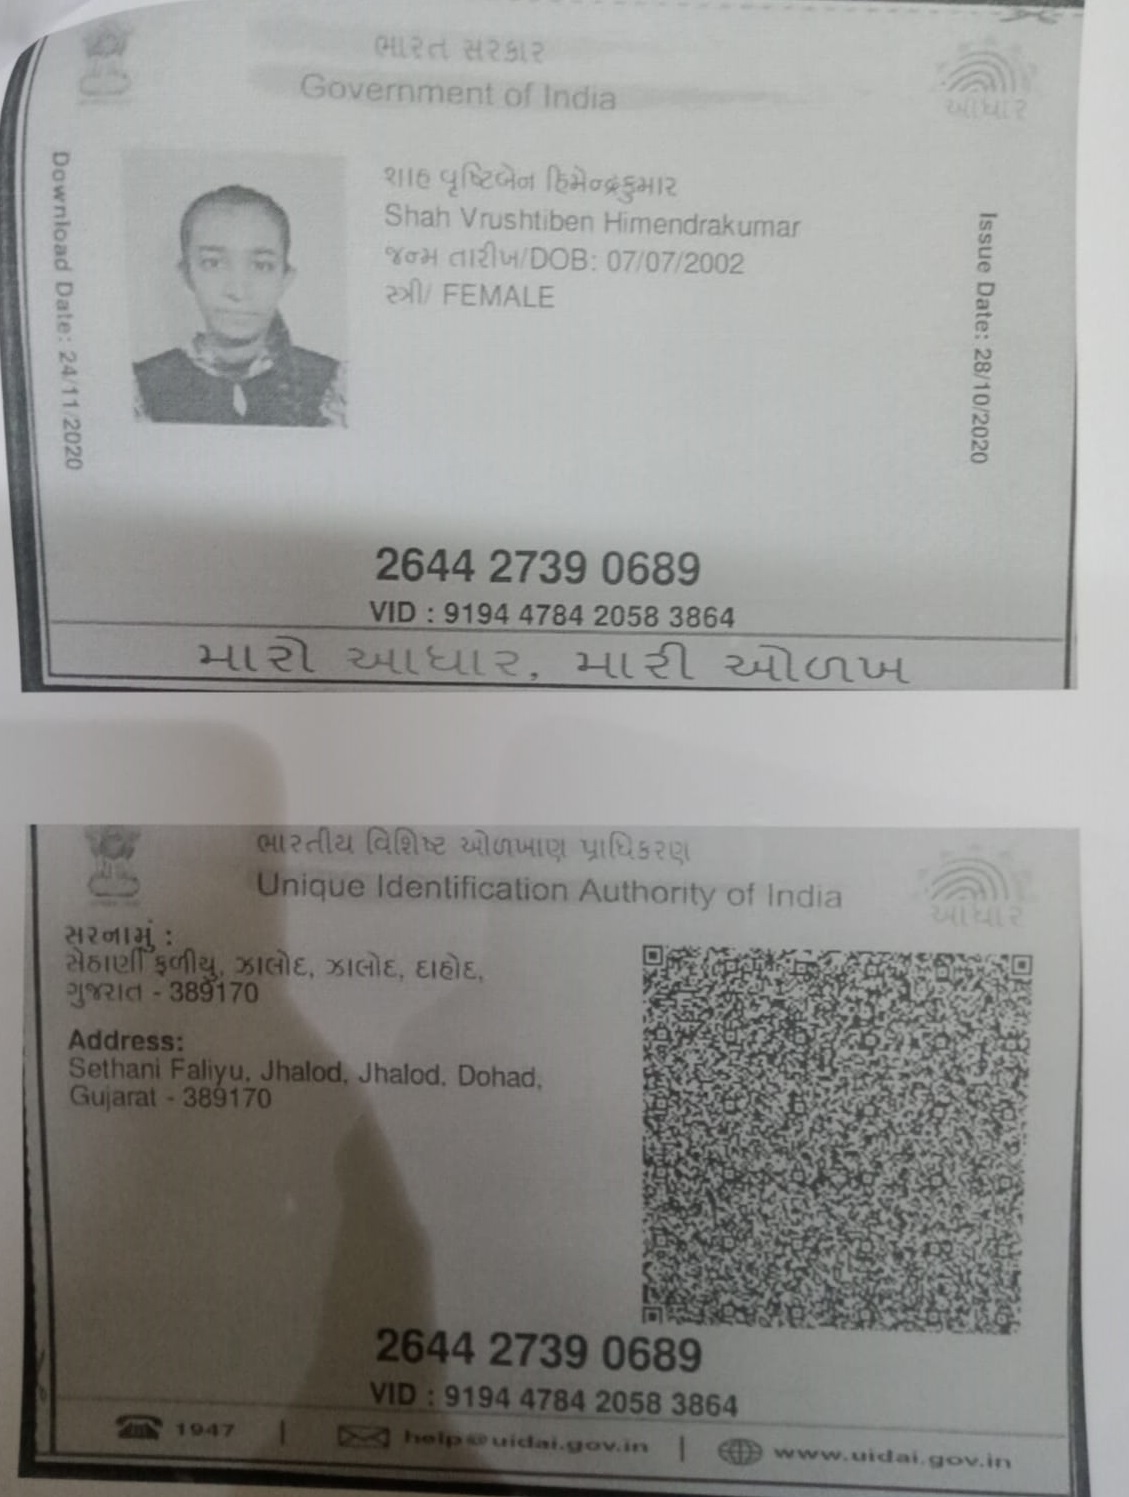 ભારત સરકાર
Government of India
આધાર
Download Date: 24/11/2020
શાહ વૃષ્ટિબેન હિમેન્દ્રકુમાર
Shah Vrushtiben Himendrakumar
જન્મ તારીખ/DOB: 07/07/2002
સ્ત્રી/ FEMALE
Issue Date: 28/10/2020
2644 2739 0689
VID : 9194 4784 2058 3864
મારો આધાર, મારી ઓળખ
ભારતીય વિશિષ્ટ ઓળખાણ પ્રાધિકરણ
Unique Identification Authority of India
આધાર
સરનામું :
સેઠાણી ફળીયુ, ઝાલોદ, ઝાલોદ, દાહોદ,
ગુજરાત - 389170
Address:
Sethani Faliyu, Jhalod, Jhalod, Dohad,
Gujarat - 389170
2644 2739 0689
VID : 9194 4784 2058 3864
1947 | help@uidai.gov.in | www.uidai.gov.in